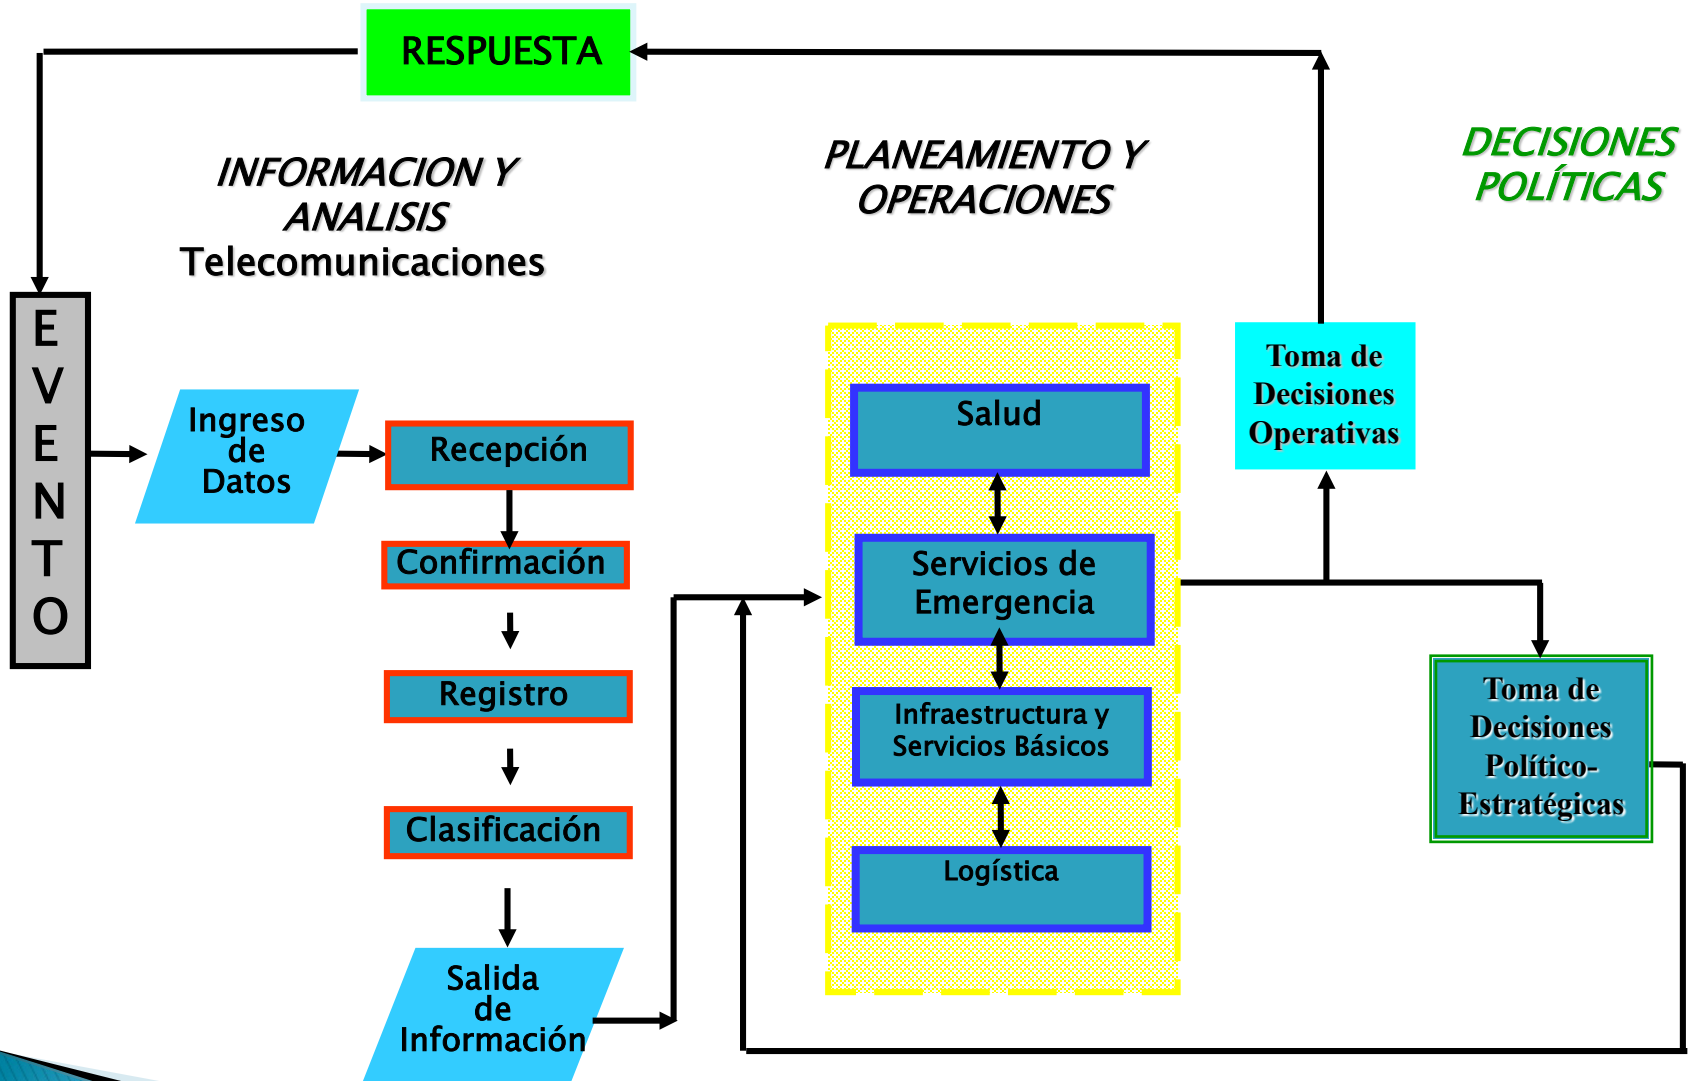 RESPUESTA
INFORMACION Y
ANALISIS
Telecomunicaciones
PLANEAMIENTO Y
OPERACIONES
DECISIONES
POLÍTICAS
E
V
E
N
T
O
Ingreso
de
Datos
Recepción
Confirmación
Registro
Clasificación
Salida
de
Información
Salud
Servicios de
Emergencia
Infraestructura y
Servicios Básicos
Logística
Toma de
Decisiones
Operativas
Toma de
Decisiones
Político-
Estratégicas